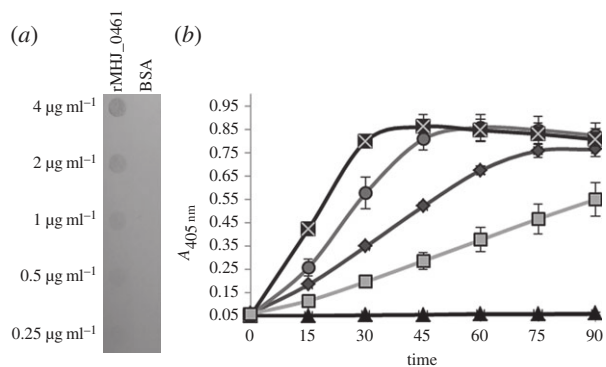 (a)
rMHJ_0461
BSA
4 µg ml⁻¹
2 µg ml⁻¹
1 µg ml⁻¹
0.5 µg ml⁻¹
0.25 µg ml⁻¹
(b)
0.95
0.85
0.75
0.65
0.55
0.45
0.35
0.25
0.15
0.05
A405 nm
0 15 30 45 60 75 90
time